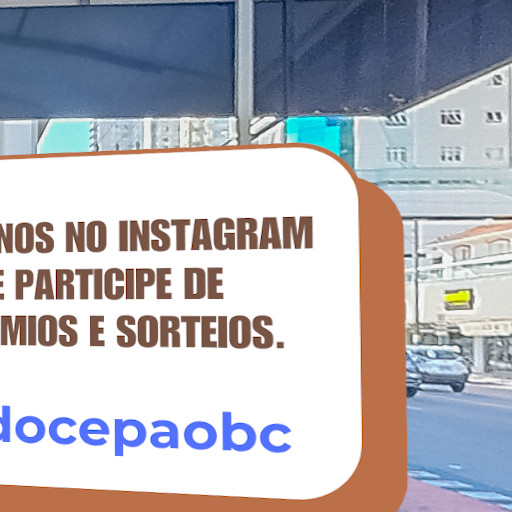 NOS NO INSTAGRAM
E PARTICIPE DE
MIOS E SORTEIOS.
docepaobc